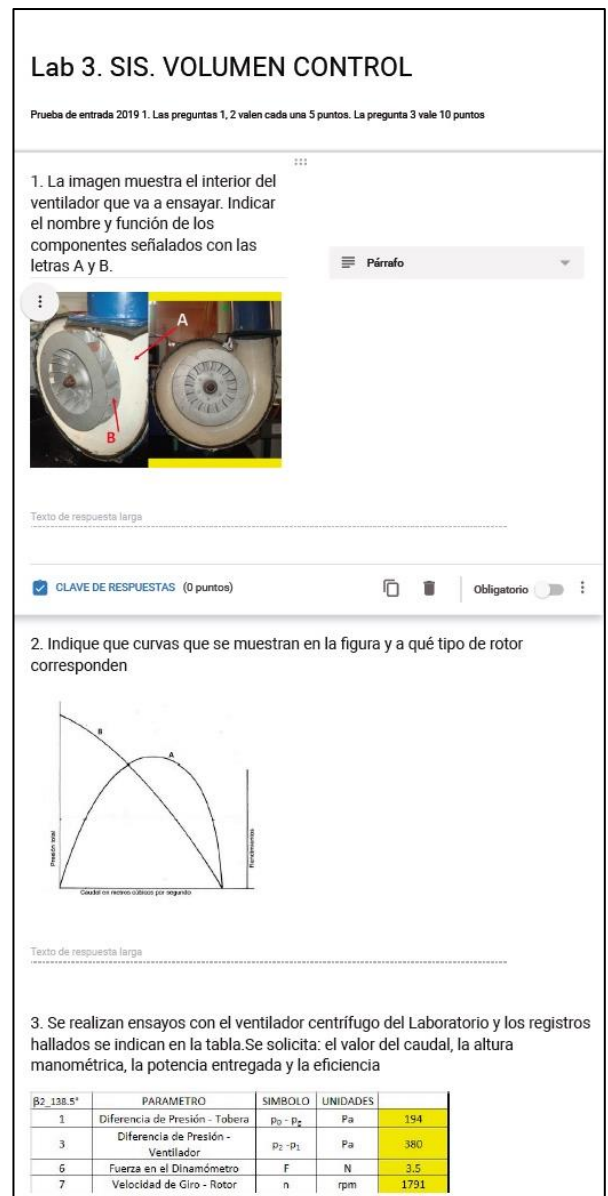 Lab 3. SIS. VOLUMEN CONTROL
Prueba de entrada 2019 1. Las preguntas 1, 2 valen cada una 5 puntos. La pregunta 3 vale 10 puntos
1. La imagen muestra el interior del
ventilador que va a ensayar. Indicar
el nombre y función de los
componentes señalados con las
letras A y B.
Párrafo
A
B
Texto de respuesta larga
CLAVE DE RESPUESTAS (0 puntos)
Obligatorio
2. Indique que curvas que se muestran en la figura y a qué tipo de rotor
corresponden
B
A
Presión total
Rendimientos
Caudal en metros cúbicos por segundo
Texto de respuesta larga
3. Se realizan ensayos con el ventilador centrífugo del Laboratorio y los registros
hallados se indican en la tabla.Se solicita: el valor del caudal, la altura
manométrica, la potencia entregada y la eficiencia
β2_138.5° PARAMETRO SIMBOLO UNIDADES
1 Diferencia de Presión - Tobera p₀ - pg Pa 194
3 Diferencia de Presión - Ventilador p₂ -p₁ Pa 380
6 Fuerza en el Dinamómetro F N 3.5
7 Velocidad de Giro - Rotor n rpm 1791